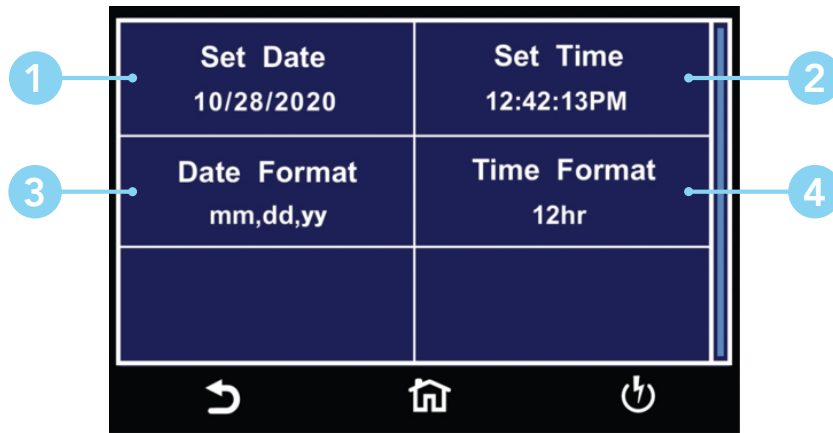 1
Set Date
10/28/2020
Set Time
12:42:13PM
2
3
Date Format
mm,dd,yy
Time Format
12hr
4